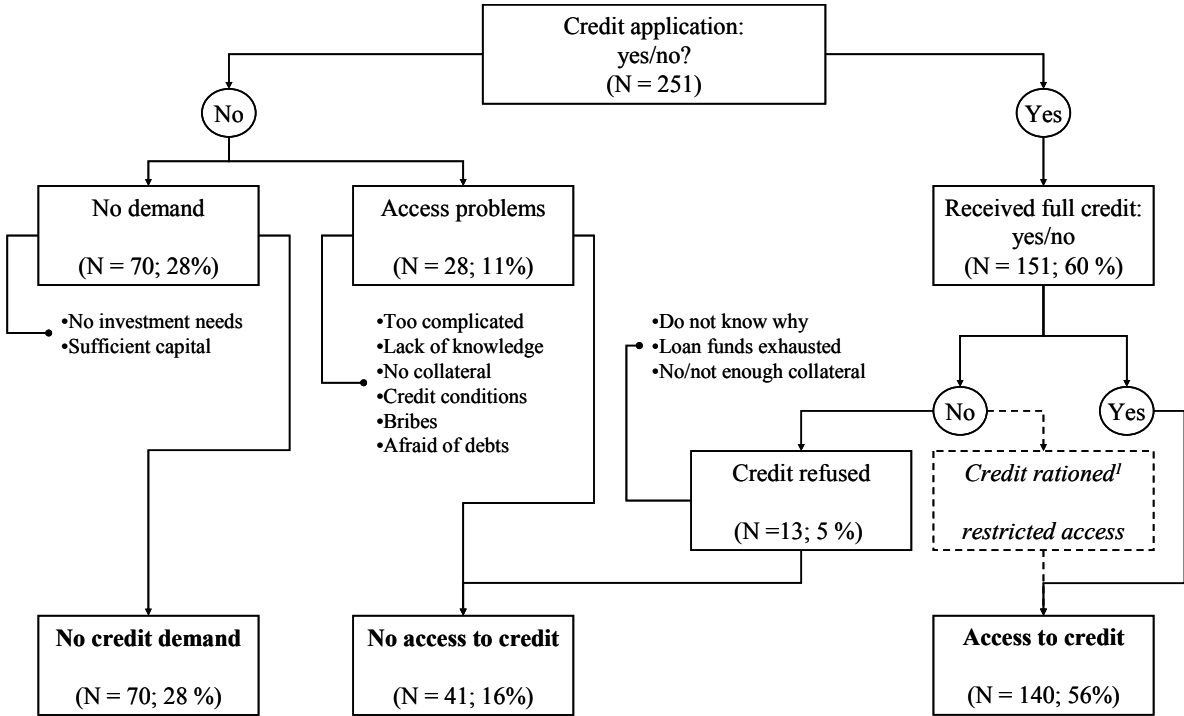 Credit application:
yes/no?
(N = 251)
No
Yes
No demand
(N = 70; 28%)
Access problems
(N = 28; 11%)
Received full credit:
yes/no
(N = 151; 60 %)
•No investment needs
•Sufficient capital
•Too complicated
•Lack of knowledge
•No collateral
•Credit conditions
•Bribes
•Afraid of debts
•Do not know why
•Loan funds exhausted
•No/not enough collateral
No
Yes
Credit refused
(N =13; 5 %)
Credit rationed¹
restricted access
No credit demand
(N = 70; 28 %)
No access to credit
(N = 41; 16%)
Access to credit
(N = 140; 56%)